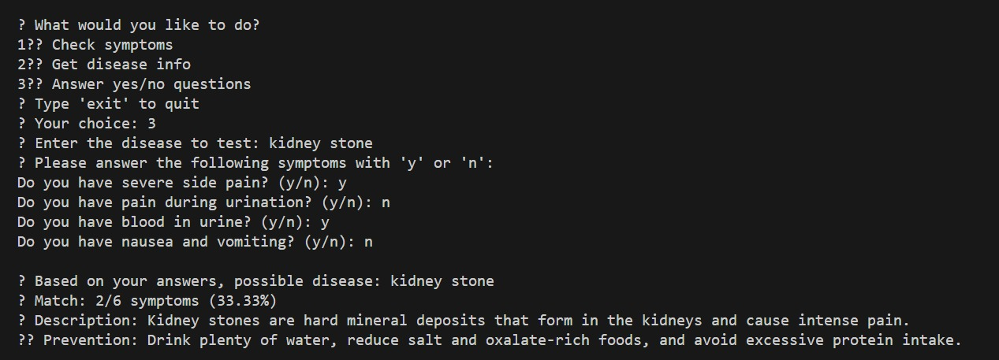 ? What would you like to do?
1?? Check symptoms
2?? Get disease info
3?? Answer yes/no questions
? Type 'exit' to quit
? Your choice: 3
? Enter the disease to test: kidney stone
? Please answer the following symptoms with 'y' or 'n':
Do you have severe side pain? (y/n): y
Do you have pain during urination? (y/n): n
Do you have blood in urine? (y/n): y
Do you have nausea and vomiting? (y/n): n
? Based on your answers, possible disease: kidney stone
? Match: 2/6 symptoms (33.33%)
? Description: Kidney stones are hard mineral deposits that form in the kidneys and cause intense pain.
?? Prevention: Drink plenty of water, reduce salt and oxalate-rich foods, and avoid excessive protein intake.